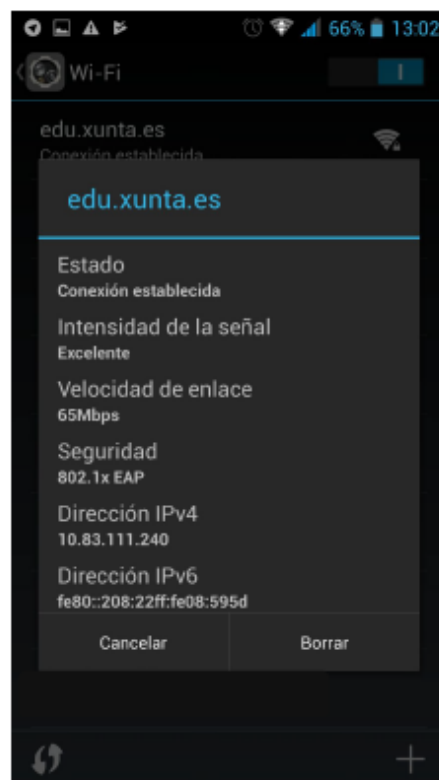 66% 13:02
Wi-Fi
edu.xunta.es
Conexión establecida
edu.xunta.es
Estado
Conexión establecida
Intensidad de la señal
Excelente
Velocidad de enlace
65Mbps
Seguridad
802.1x EAP
Dirección IPv4
10.83.111.240
Dirección IPv6
fe80::208:22ff:fe08:595d
Cancelar Borrar